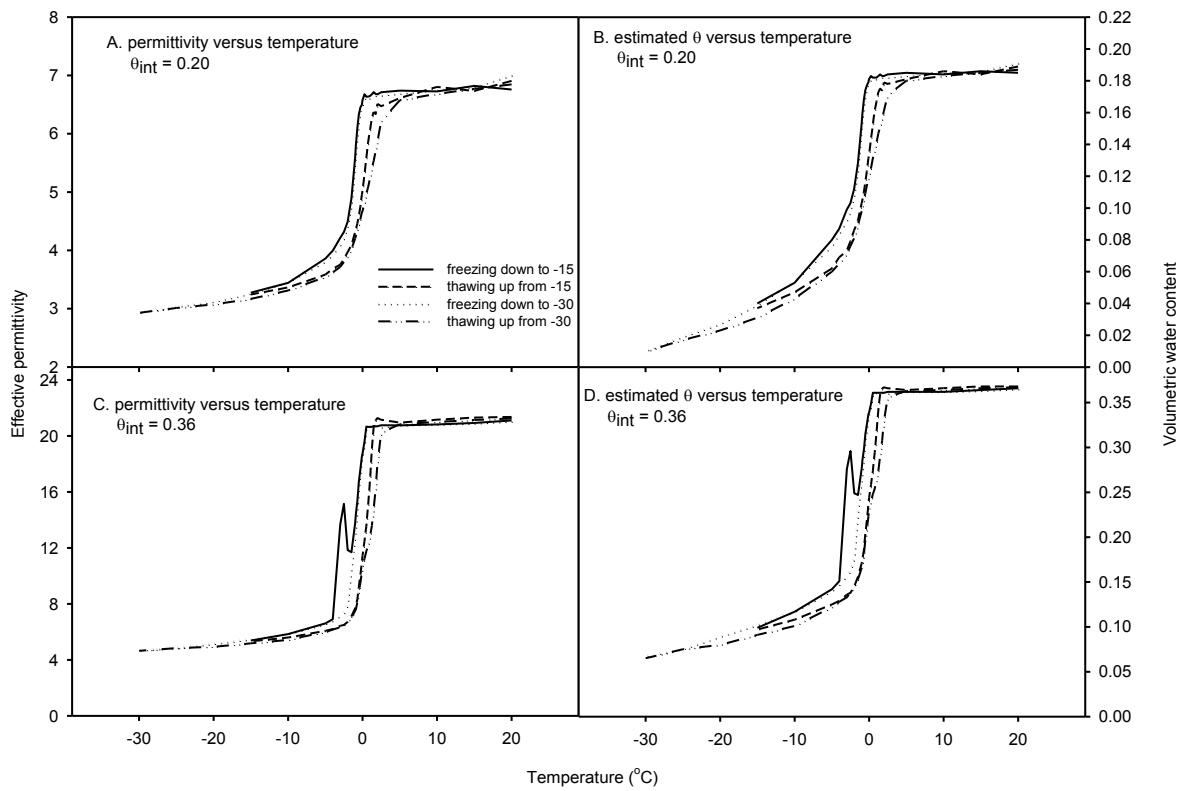 A. permittivity versus temperature
θint = 0.20
B. estimated θ versus temperature
θint = 0.20
8
7
6
5
4
3
2
freezing down to -15
thawing up from -15
freezing down to -30
thawing up from -30
0.22
0.20
0.18
0.16
0.14
0.12
0.10
0.08
0.06
0.04
0.02
0.00
Effective permittivity
Volumetric water content
C. permittivity versus temperature
θint = 0.36
D. estimated θ versus temperature
θint = 0.36
24
20
16
12
8
4
0
0.35
0.30
0.25
0.20
0.15
0.10
0.05
0.00
-30 -20 -10 0 10 20
-30 -20 -10 0 10 20
Temperature (°C)